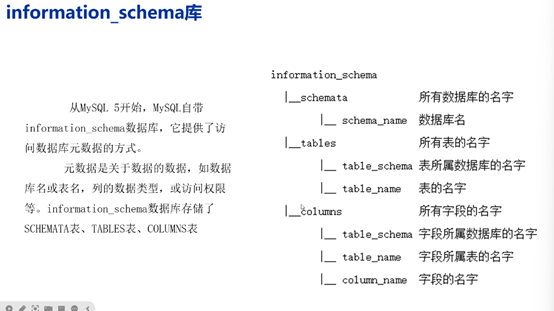 information_schema库
从MySQL 5开始，MySQL自带
information_schema数据库，它提供了访
问数据库元数据的方式。
元数据是关于数据的数据，如数据
库名或表名，列的数据类型，或访问权限
等。information_schema数据库存储了
SCHEMATA表、TABLES表、COLUMNS表
information_schema
|__schemata 所有数据库的名字
|__ schema_name 数据库名
|__tables 所有表的名字
|__ table_schema 表所属数据库的名字
|__ table_name 表的名字
|__columns 所有字段的名字
|__ table_schema 字段所属数据库的名字
|__ table_name 字段所属表的名字
|__ column_name 字段的名字